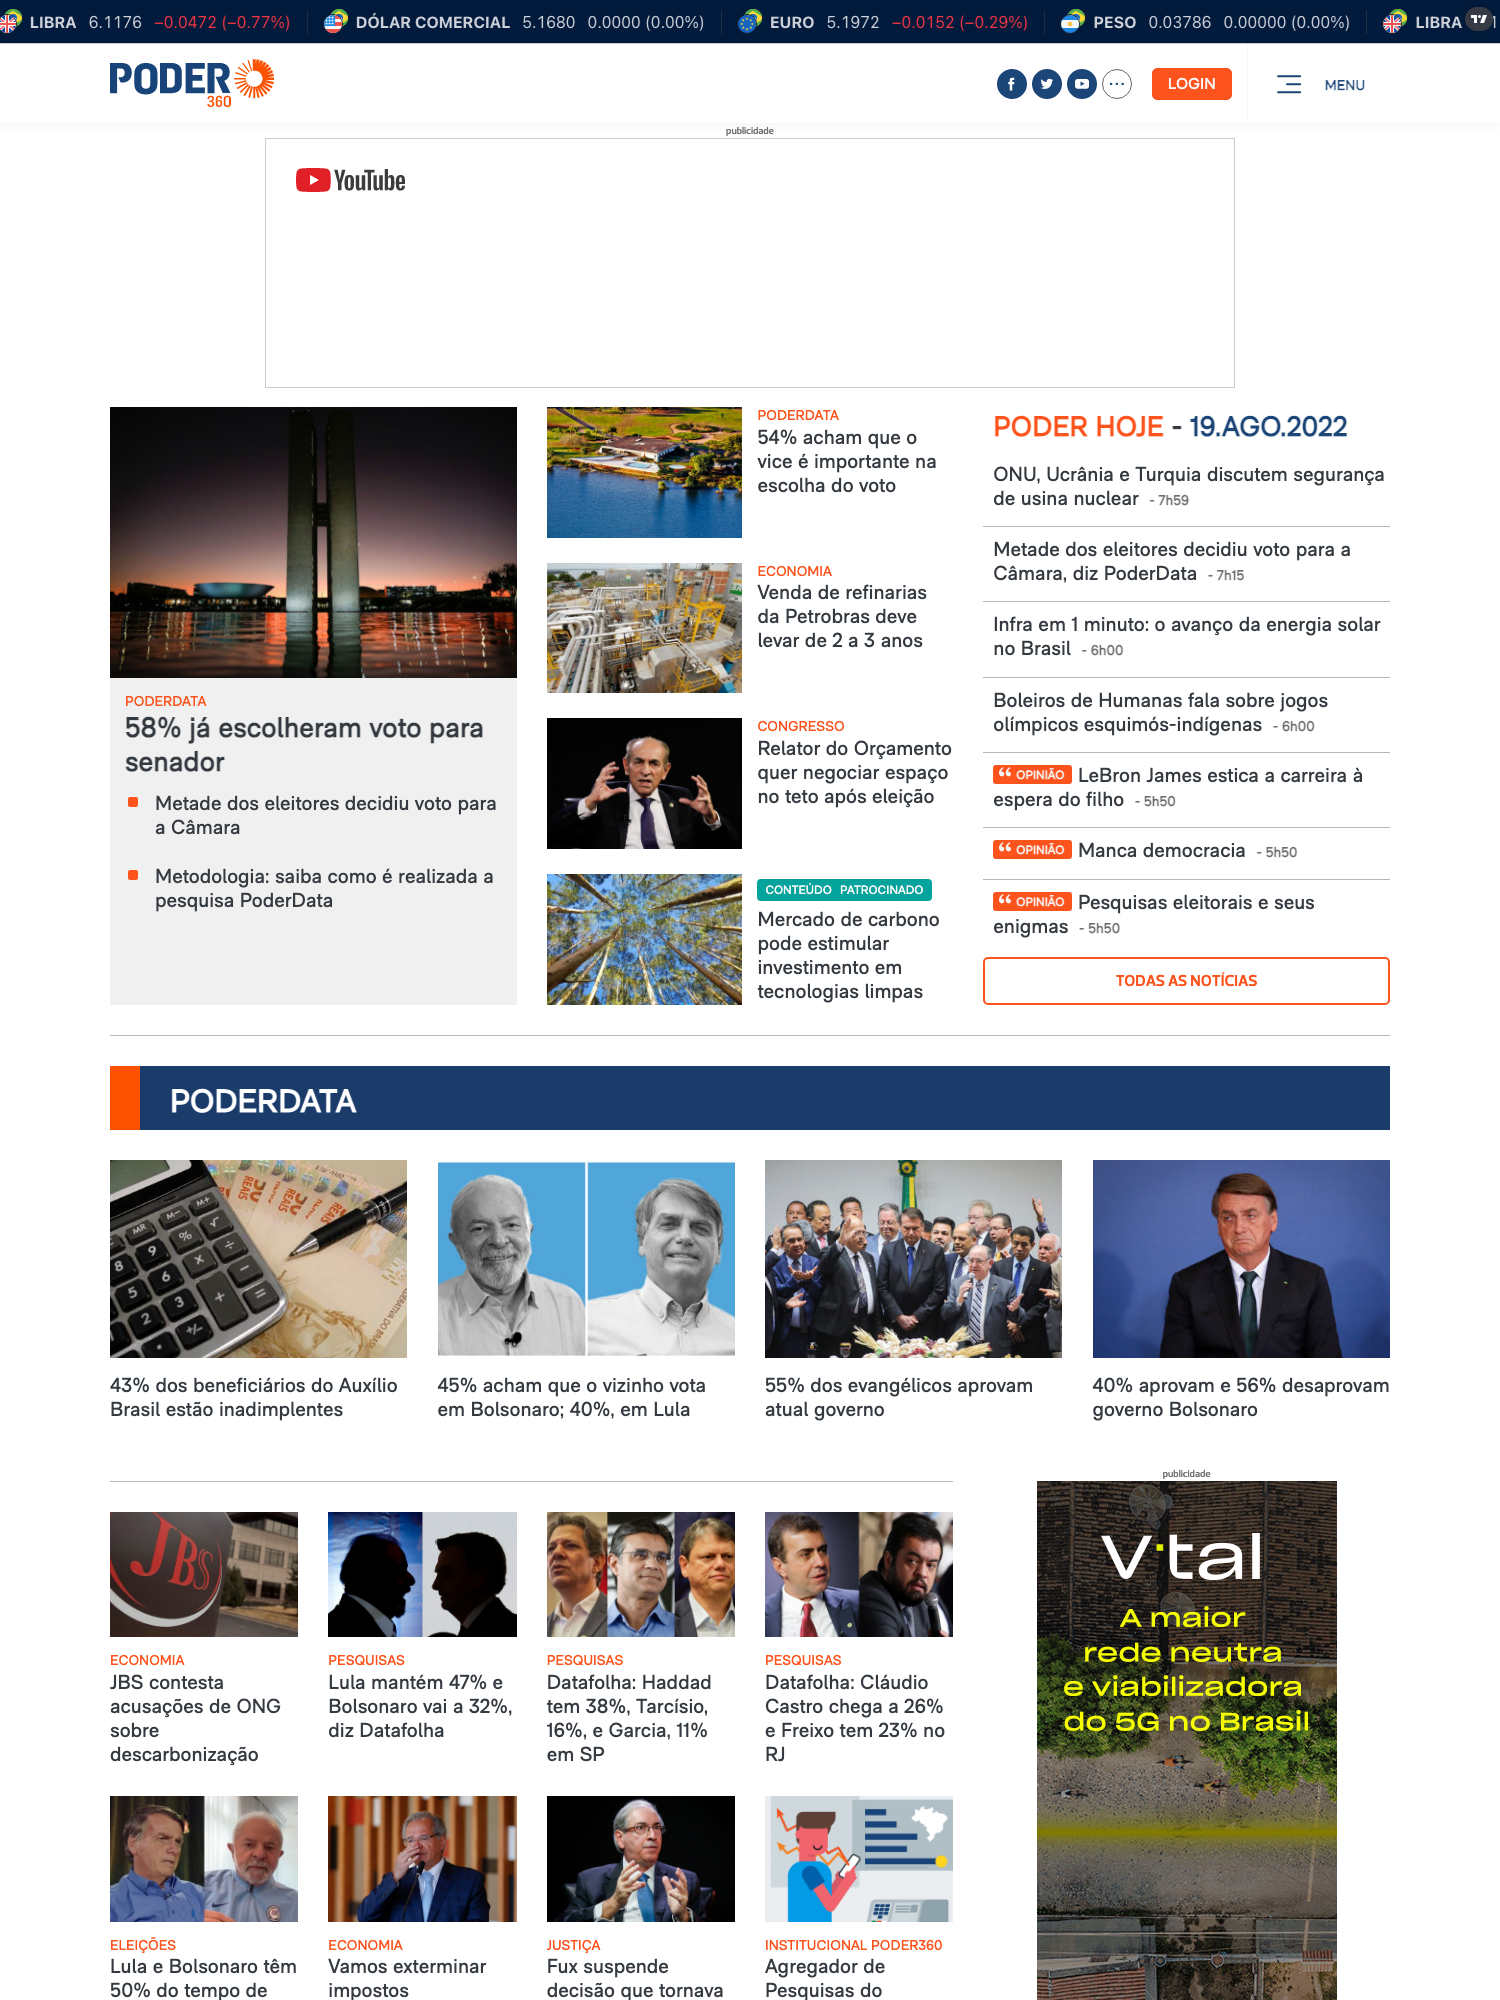 LIBRA 6.1176 −0.0472 (−0.77%) DÓLAR COMERCIAL 5.1680 0.0000 (0.00%) EURO 5.1972 −0.0152 (−0.29%) PESO 0.03786 0.00000 (0.00%) LIBRA
PODER
360
LOGIN
MENU
publicidade
YouTube
PODERDATA
58% já escolheram voto para
senador
Metade dos eleitores decidiu voto para
a Câmara
Metodologia: saiba como é realizada a
pesquisa PoderData
PODERDATA
54% acham que o
vice é importante na
escolha do voto
ECONOMIA
Venda de refinarias
da Petrobras deve
levar de 2 a 3 anos
CONGRESSO
Relator do Orçamento
quer negociar espaço
no teto após eleição
CONTEÚDO PATROCINADO
Mercado de carbono
pode estimular
investimento em
tecnologias limpas
PODER HOJE - 19.AGO.2022
ONU, Ucrânia e Turquia discutem segurança
de usina nuclear - 7h59
Metade dos eleitores decidiu voto para a
Câmara, diz PoderData - 7h15
Infra em 1 minuto: o avanço da energia solar
no Brasil - 6h00
Boleiros de Humanas fala sobre jogos
olímpicos esquimós-indígenas - 6h00
“ OPINIÃO LeBron James estica a carreira à
espera do filho - 5h50
“ OPINIÃO Manca democracia - 5h50
“ OPINIÃO Pesquisas eleitorais e seus
enigmas - 5h50
TODAS AS NOTÍCIAS
PODERDATA
43% dos beneficiários do Auxílio
Brasil estão inadimplentes
45% acham que o vizinho vota
em Bolsonaro; 40%, em Lula
55% dos evangélicos aprovam
atual governo
40% aprovam e 56% desaprovam
governo Bolsonaro
JBS
ECONOMIA
JBS contesta
acusações de ONG
sobre
descarbonização
PESQUISAS
Lula mantém 47% e
Bolsonaro vai a 32%,
diz Datafolha
PESQUISAS
Datafolha: Haddad
tem 38%, Tarcísio,
16%, e Garcia, 11%
em SP
PESQUISAS
Datafolha: Cláudio
Castro chega a 26%
e Freixo tem 23% no
RJ
ELEIÇÕES
Lula e Bolsonaro têm
50% do tempo de
ECONOMIA
Vamos exterminar
impostos
JUSTIÇA
Fux suspende
decisão que tornava
INSTITUCIONAL PODER360
Agregador de
Pesquisas do
publicidade
V·tal
A maior
rede neutra
e viabilizadora
do 5G no Brasil